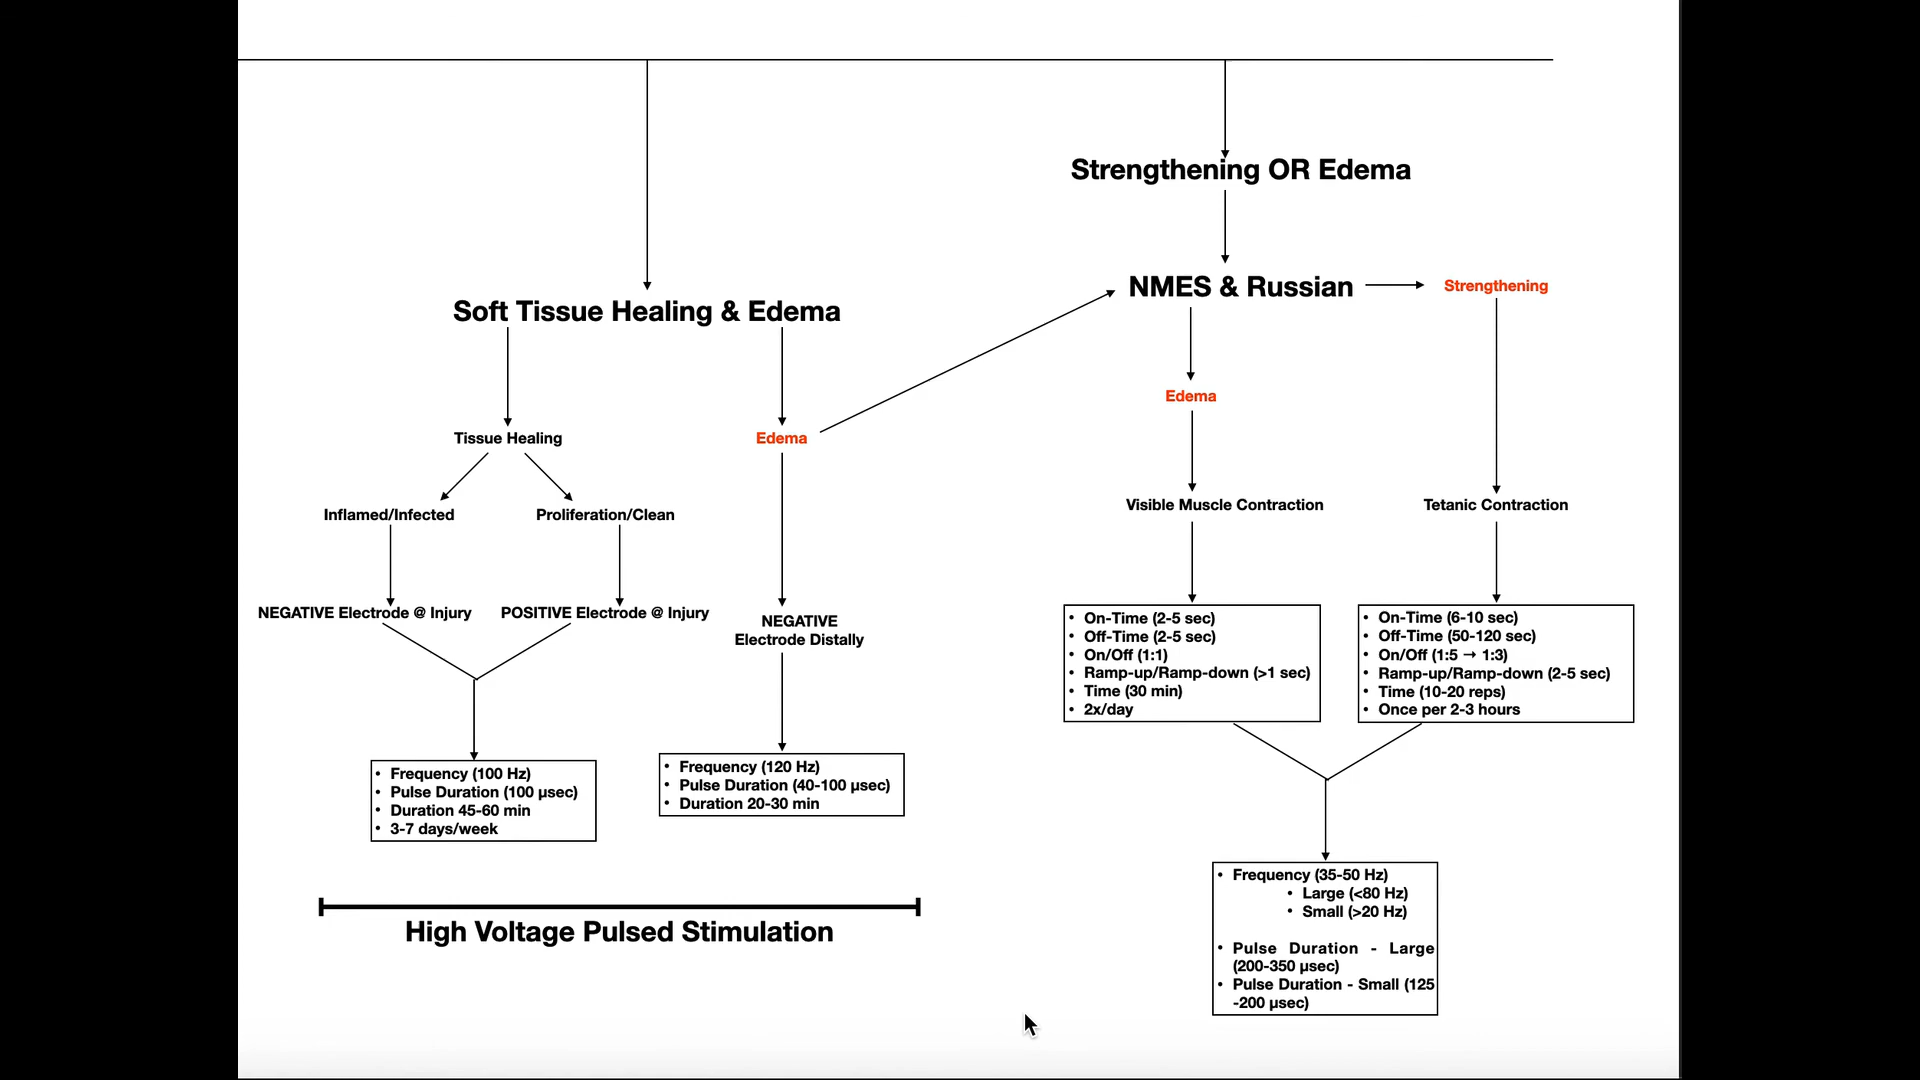 Strengthening OR Edema
NMES & Russian
Strengthening
Soft Tissue Healing & Edema
Edema
Tissue Healing
Edema
Inflamed/Infected
Proliferation/Clean
Visible Muscle Contraction
Tetanic Contraction
NEGATIVE Electrode @ Injury
POSITIVE Electrode @ Injury
NEGATIVE
Electrode Distally
• On-Time (2-5 sec)
• Off-Time (2-5 sec)
• On/Off (1:1)
• Ramp-up/Ramp-down (>1 sec)
• Time (30 min)
• 2x/day
• On-Time (6-10 sec)
• Off-Time (50-120 sec)
• On/Off (1:5 → 1:3)
• Ramp-up/Ramp-down (2-5 sec)
• Time (10-20 reps)
• Once per 2-3 hours
• Frequency (100 Hz)
• Pulse Duration (100 µsec)
• Duration 45-60 min
• 3-7 days/week
• Frequency (120 Hz)
• Pulse Duration (40-100 µsec)
• Duration 20-30 min
• Frequency (35-50 Hz)
• Large (<80 Hz)
• Small (>20 Hz)
• Pulse Duration - Large
(200-350 µsec)
• Pulse Duration - Small (125
-200 µsec)
High Voltage Pulsed Stimulation